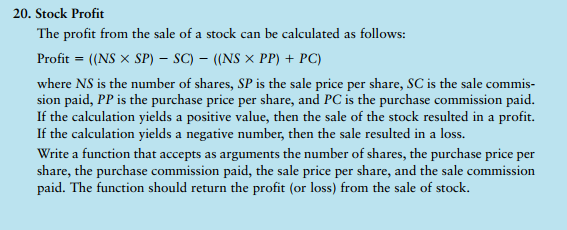 20. Stock Profit
The profit from the sale of a stock can be calculated as follows:
Profit = ((NS × SP) − SC) − ((NS × PP) + PC)
where NS is the number of shares, SP is the sale price per share, SC is the sale commis-
sion paid, PP is the purchase price per share, and PC is the purchase commission paid.
If the calculation yields a positive value, then the sale of the stock resulted in a profit.
If the calculation yields a negative number, then the sale resulted in a loss.
Write a function that accepts as arguments the number of shares, the purchase price per
share, the purchase commission paid, the sale price per share, and the sale commission
paid. The function should return the profit (or loss) from the sale of stock.